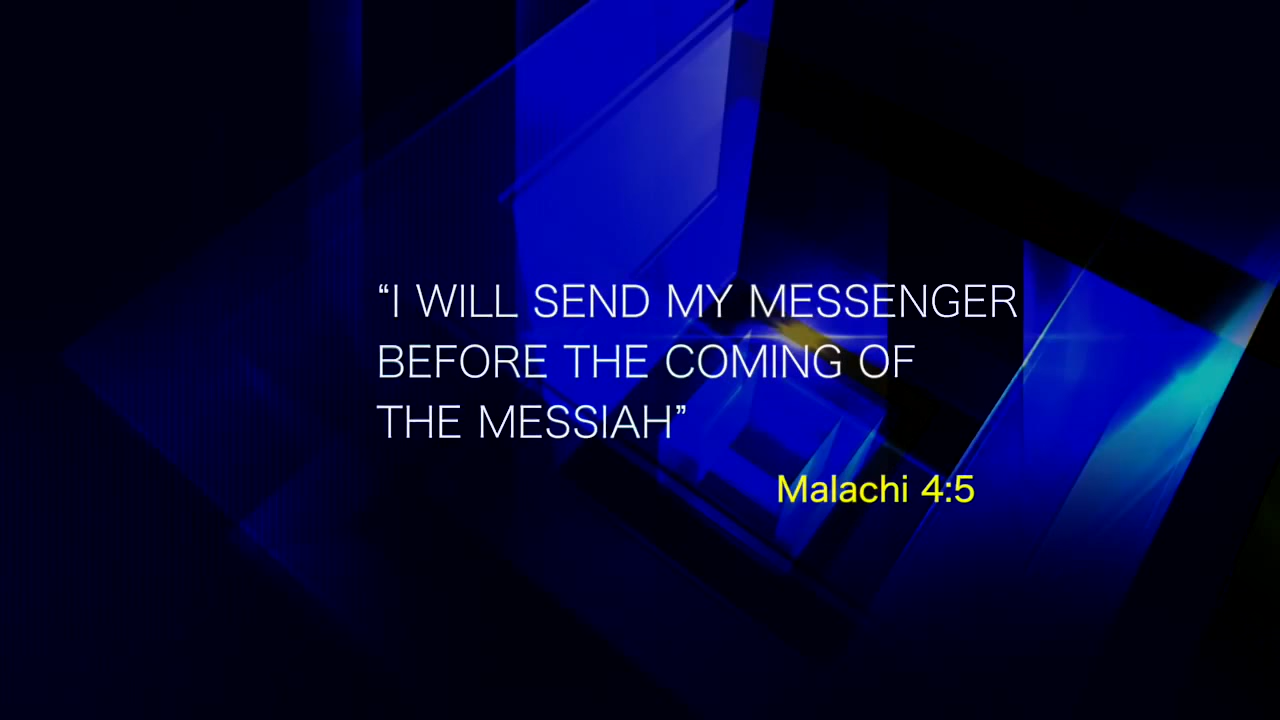 “I WILL SEND MY MESSENGER
BEFORE THE COMING OF
THE MESSIAH”
Malachi 4:5